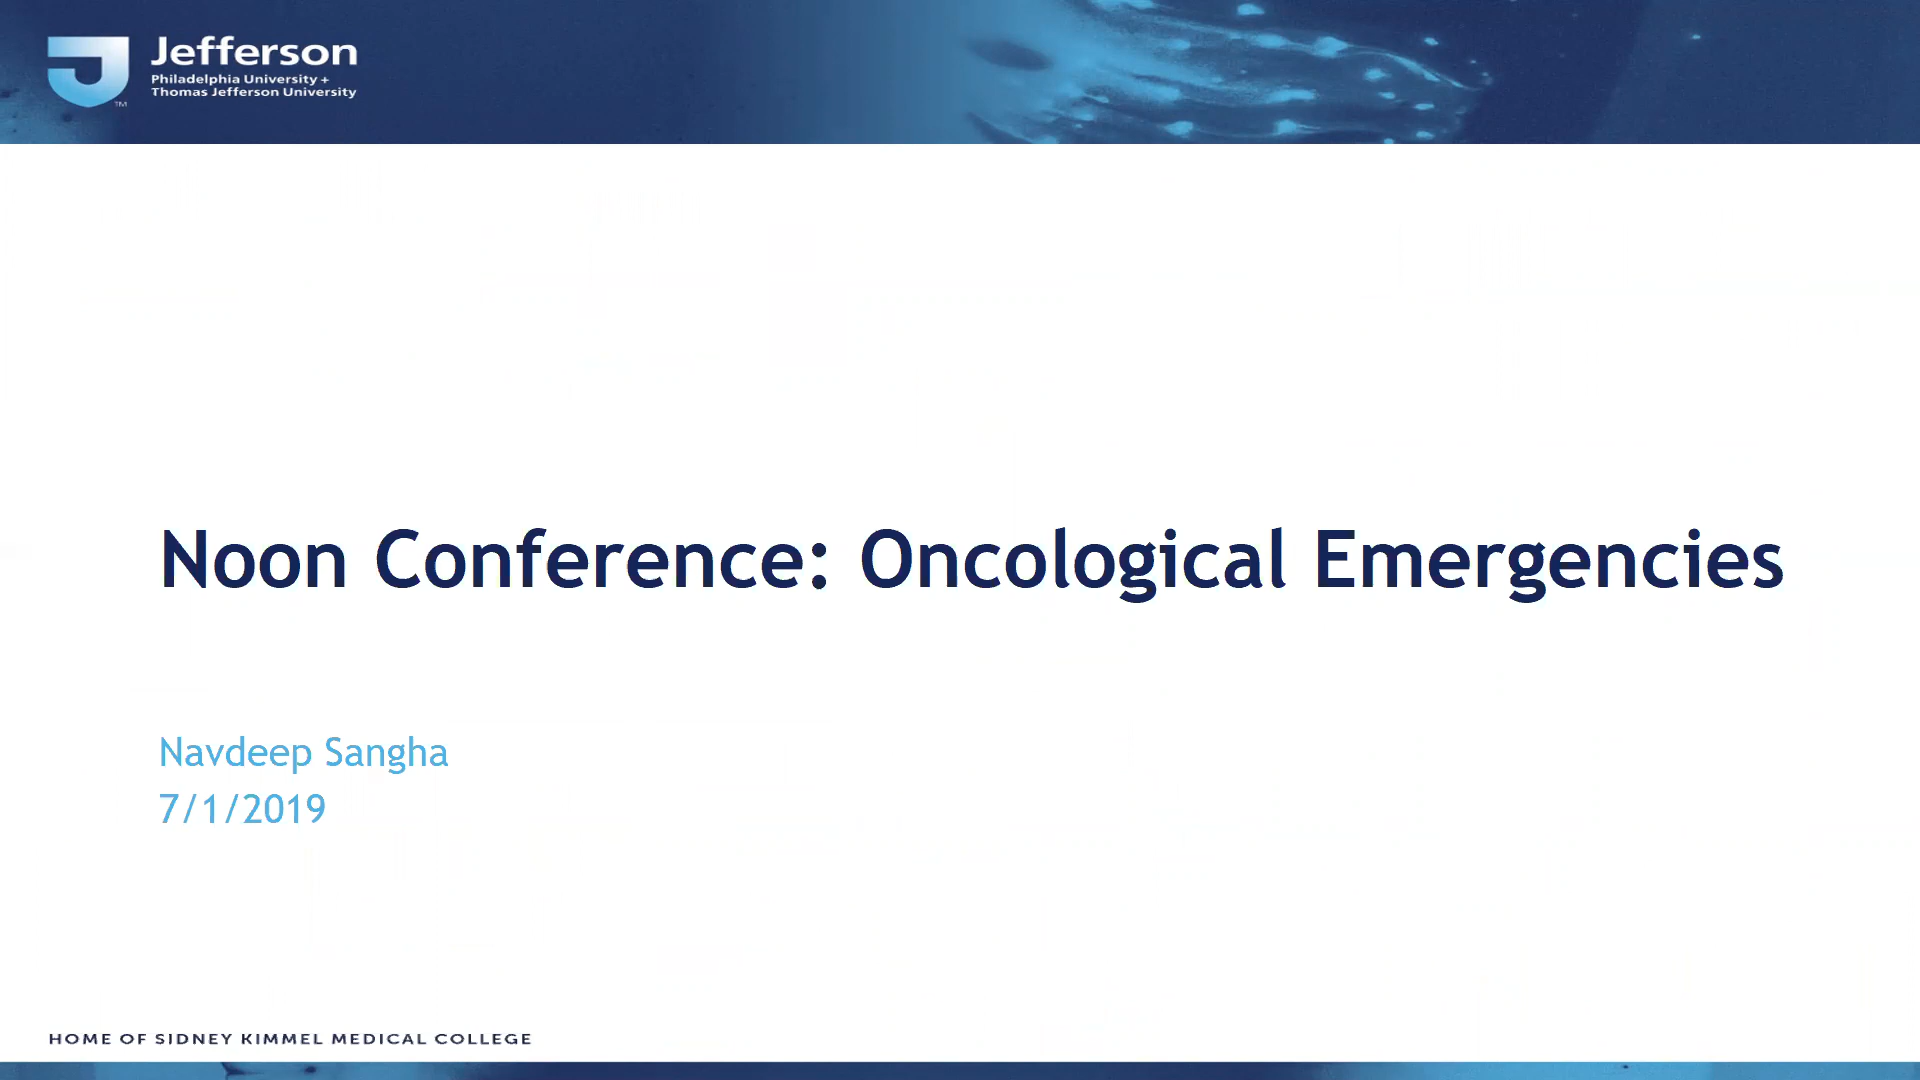 Jefferson
Philadelphia University +
Thomas Jefferson University
TM
Noon Conference: Oncological Emergencies
Navdeep Sangha
7/1/2019
HOME OF SIDNEY KIMMEL MEDICAL COLLEGE